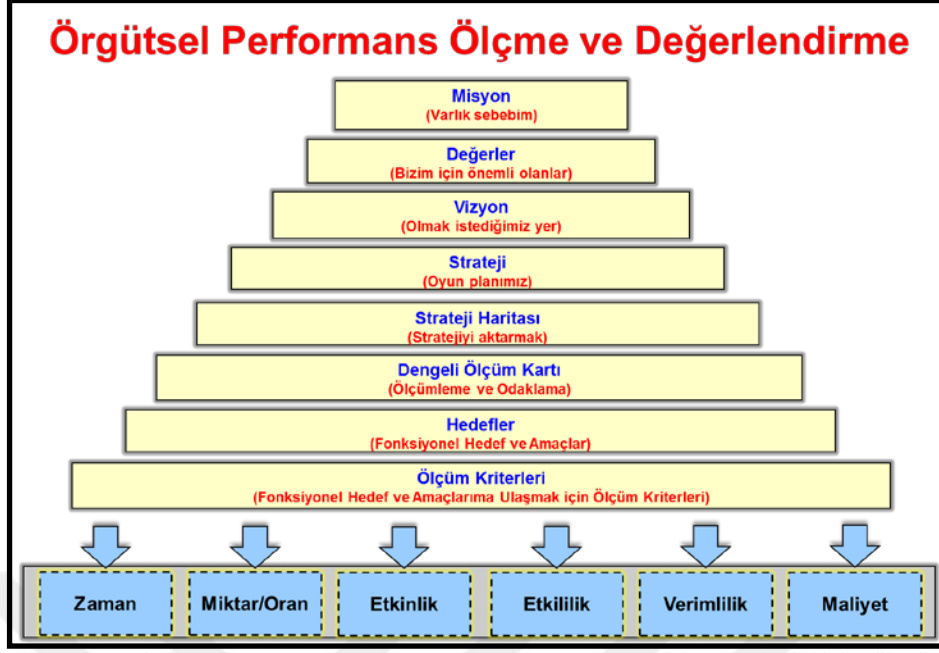 Örgütsel Performans Ölçme ve Değerlendirme
Misyon
(Varlık sebebim)
Değerler
(Bizim için önemli olanlar)
Vizyon
(Olmak istediğimiz yer)
Strateji
(Oyun planımız)
Strateji Haritası
(Stratejiyi aktarmak)
Dengeli Ölçüm Kartı
(Ölçümleme ve Odaklama)
Hedefler
(Fonksiyonel Hedef ve Amaçlar)
Ölçüm Kriterleri
(Fonksiyonel Hedef ve Amaçlarıma Ulaşmak için Ölçüm Kriterleri)
Zaman
Miktar/Oran
Etkinlik
Etkililik
Verimlilik
Maliyet